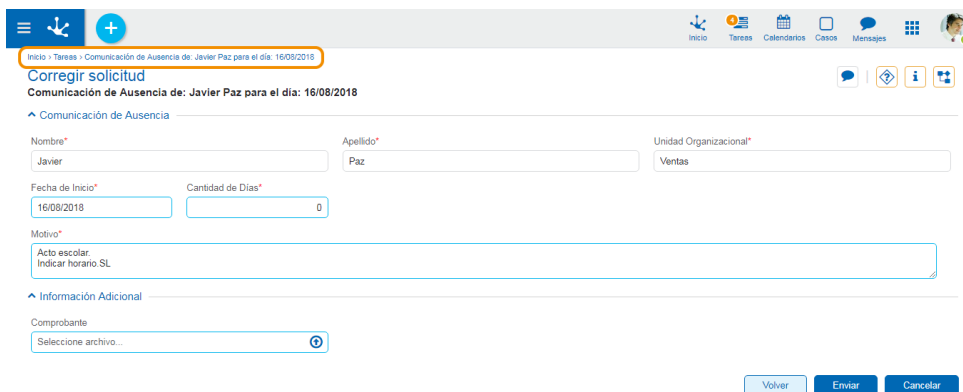 Inicio
4
Tareas
Calendarios
Casos
Mensajes
Inicio › Tareas › Comunicación de Ausencia de: Javier Paz para el día: 16/08/2018
Corregir solicitud
Comunicación de Ausencia de: Javier Paz para el día: 16/08/2018
Comunicación de Ausencia
Nombre* Apellido* Unidad Organizacional*
Javier Paz Ventas
Fecha de Inicio* Cantidad de Días*
16/08/2018 0
Motivo*
Acto escolar.
Indicar horario.SL
Información Adicional
Comprobante
Seleccione archivo...
Volver Enviar Cancelar